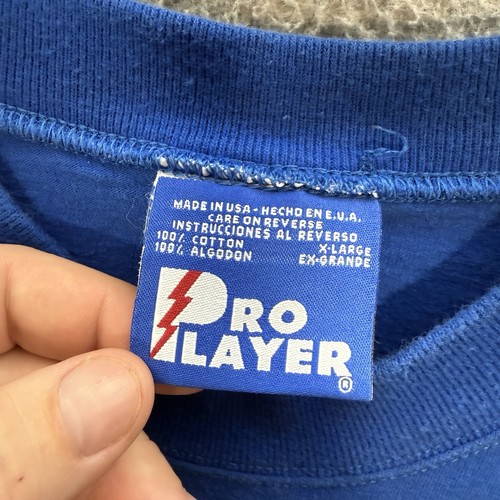 MADE IN USA - HECHO EN E.U.A.
CARE ON REVERSE
INSTRUCCIONES AL REVERSO
100% COTTON X-LARGE
100% ALGODON EX-GRANDE
PRO
PLAYER
®